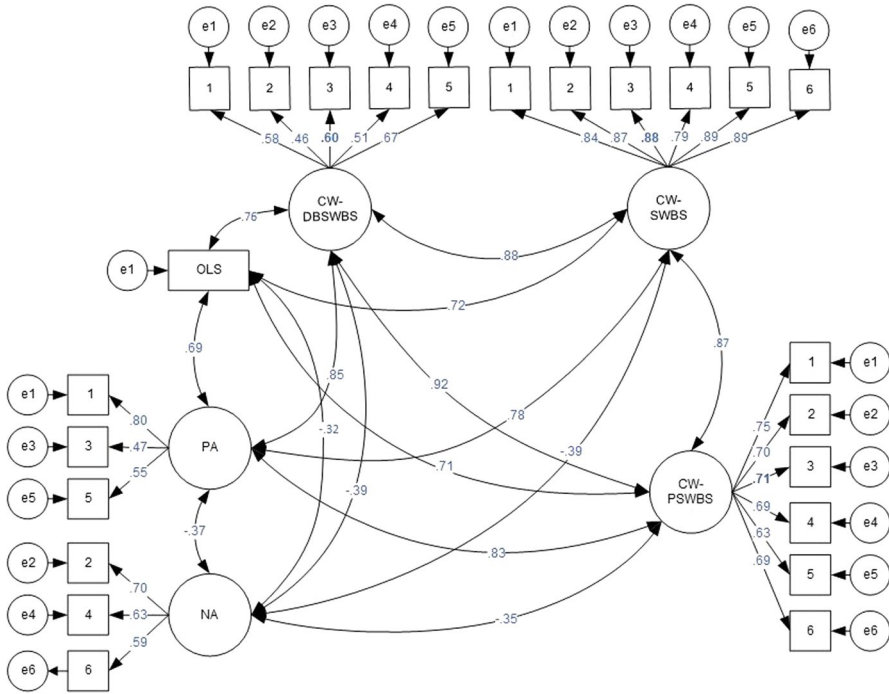 e1 e2 e3 e4 e5 e1 e2 e3 e4 e5 e6
1 2 3 4 5 1 2 3 4 5 6
.58 .46 .60 .51 .67 .84 .87 .88 .79 .89 .89
CW-
DBSWBS
CW-
SWBS
.76
.88
e1 OLS
.72
.69
.87
.85
.92
.78
-.32
-.39
.71
-.39
e1 1
.80
e3 3 .47
.55
e5 5
PA
-.37
e2 2
.70
e4 4 .63
.59
e6 6
NA
.83
-.35
CW-
PSWBS
1 e1
.75
2 e2
.70
.71 3 e3
.69
4 e4
.63
5 e5
.69
6 e6